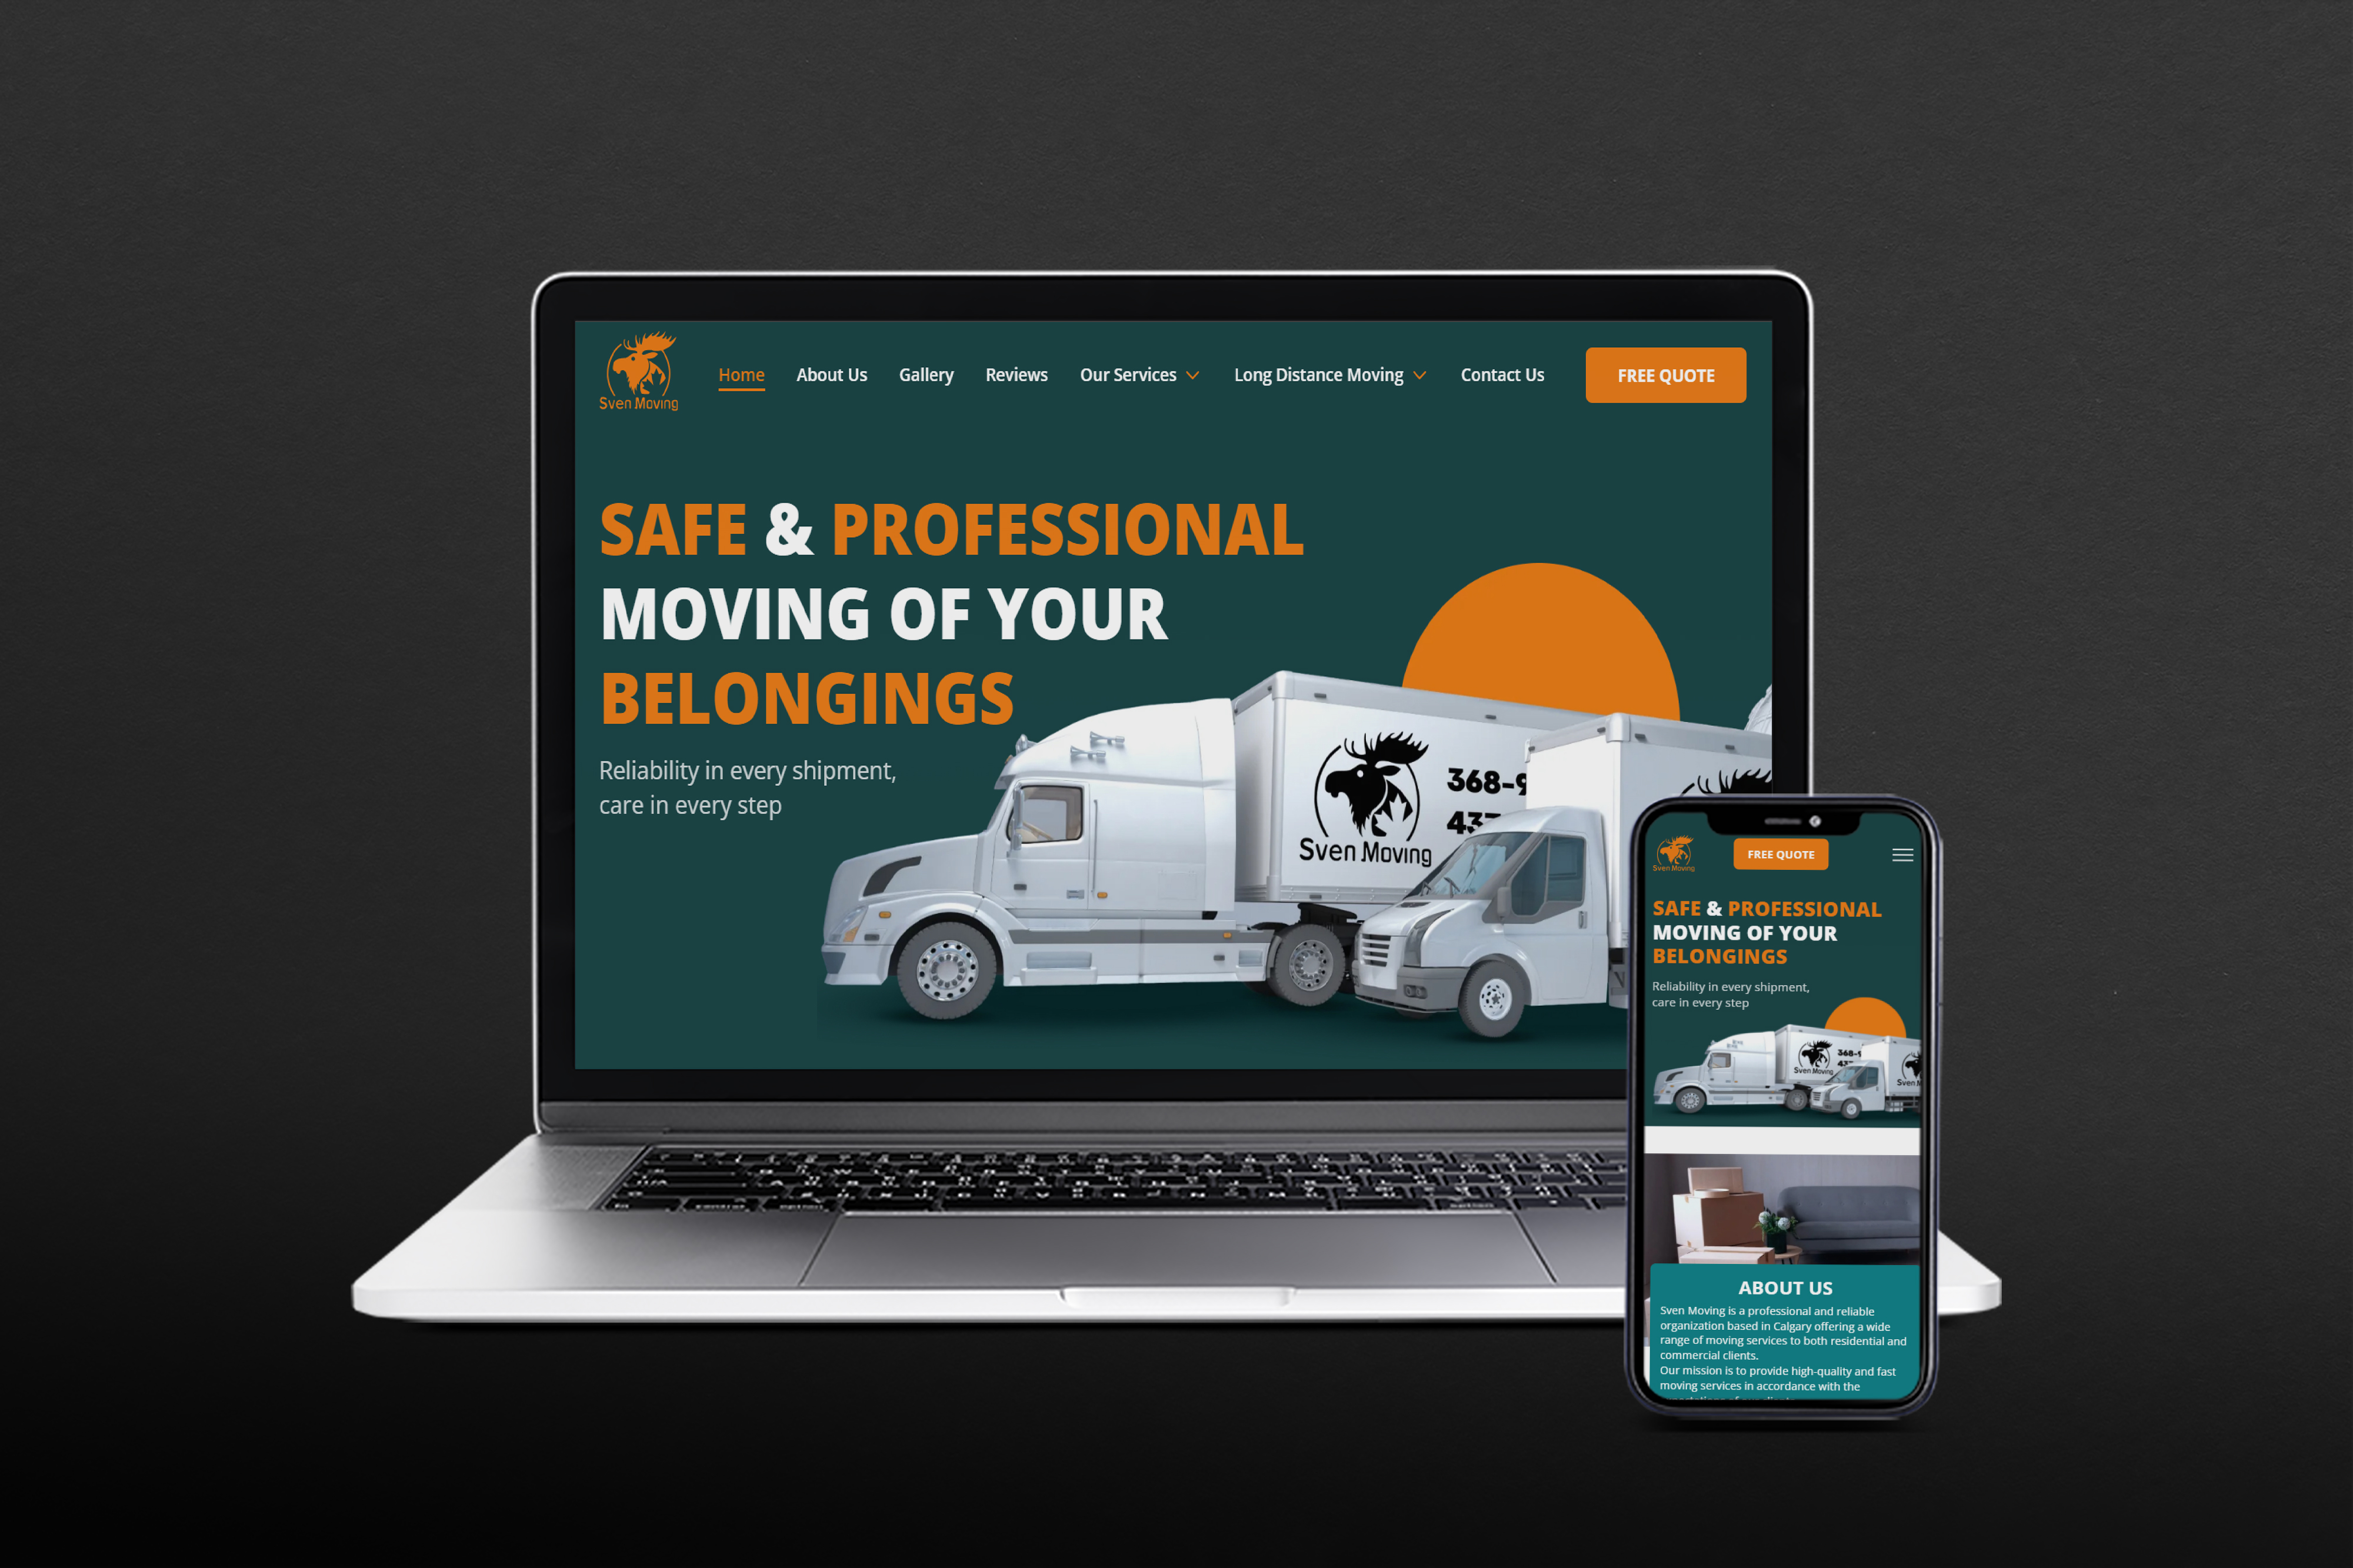 Sven Moving
Home
About Us
Gallery
Reviews
Our Services
Long Distance Moving
Contact Us
FREE QUOTE
SAFE & PROFESSIONAL
MOVING OF YOUR
BELONGINGS
Reliability in every shipment,
care in every step
368-9
Sven Moving
Sven Moving
FREE QUOTE
SAFE & PROFESSIONAL
MOVING OF YOUR
BELONGINGS
Reliability in every shipment,
care in every step
Sven Moving
ABOUT US
Sven Moving is a professional and reliable
organization based in Calgary offering a wide
range of moving services to both residential and
commercial clients.
Our mission is to provide high-quality and fast
moving services in accordance with the